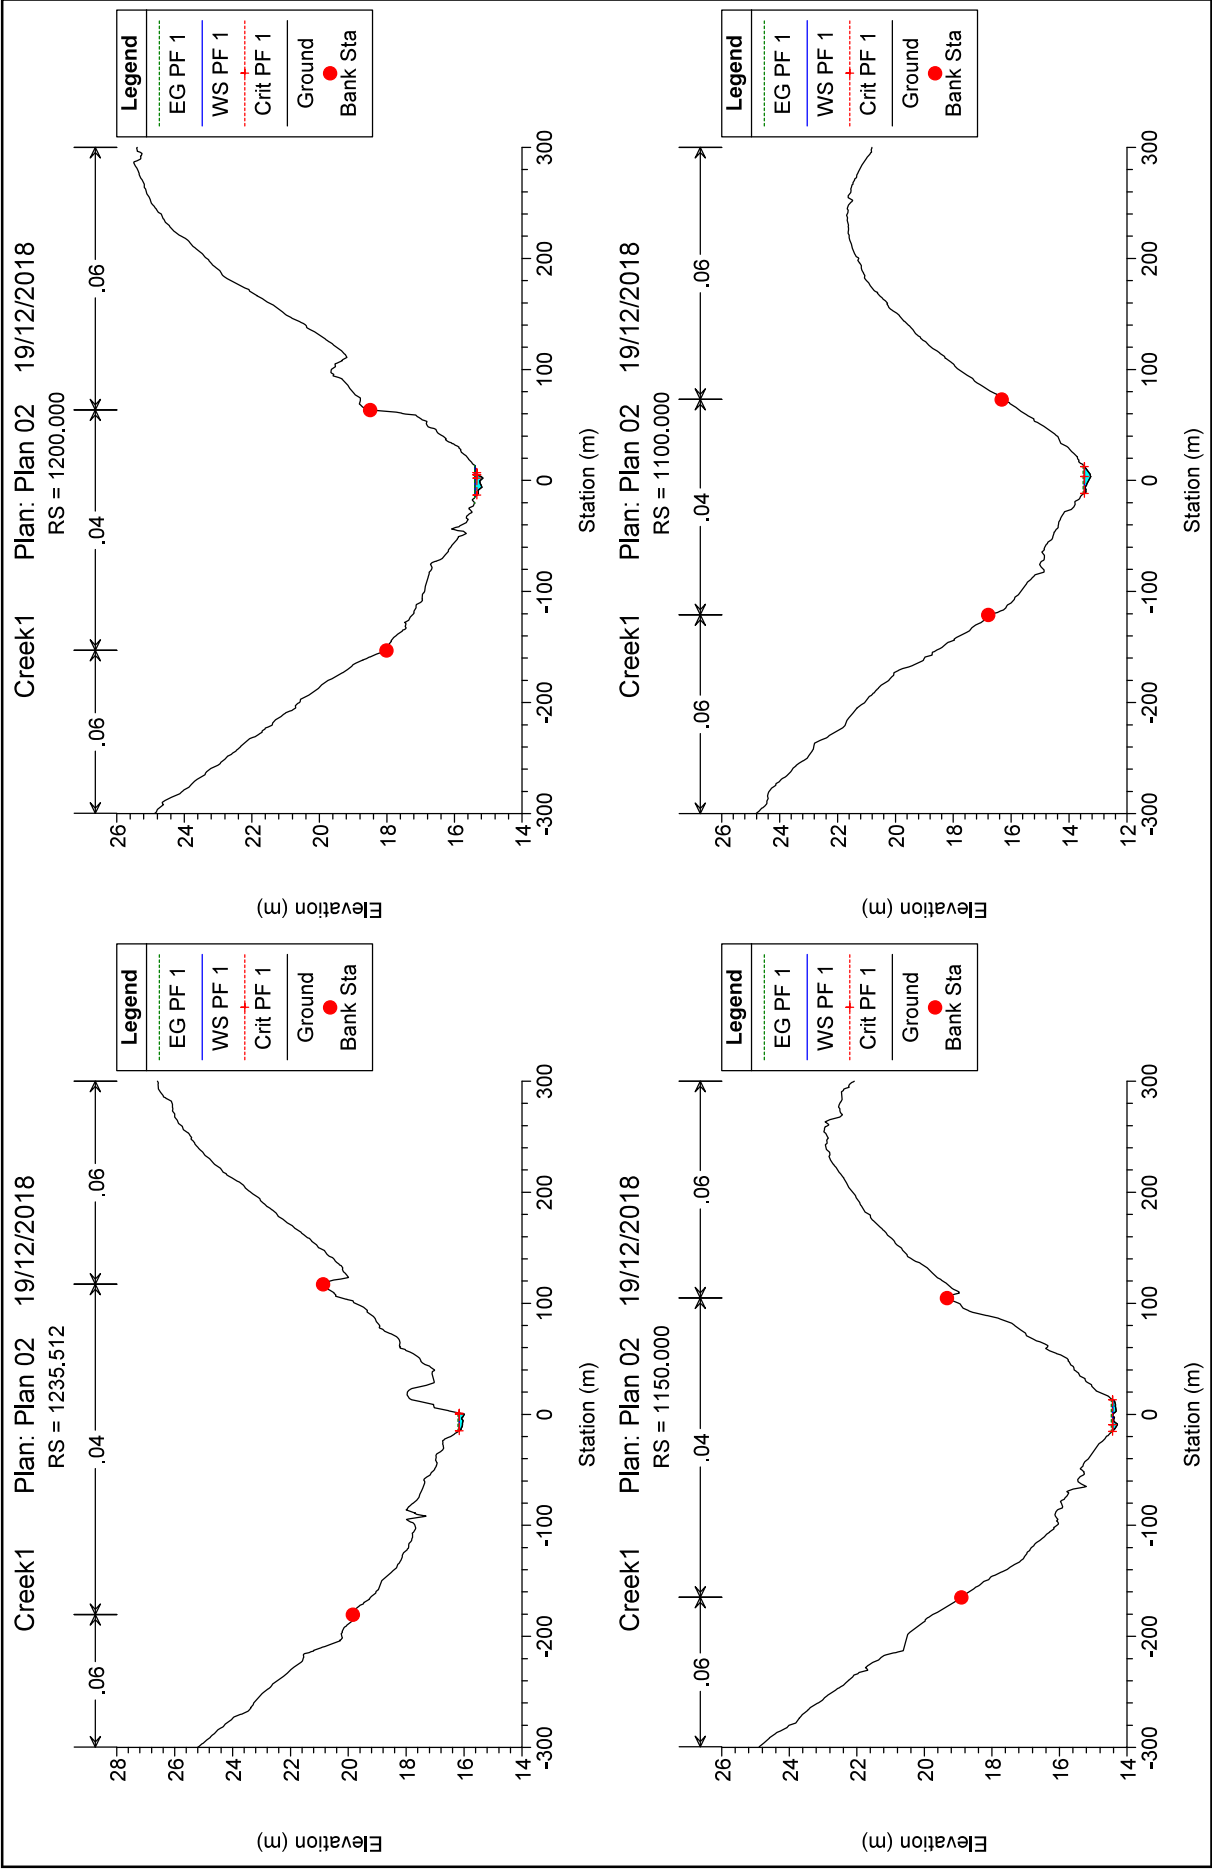 Creek1 Plan: Plan 02 19/12/2018
RS = 1235.512
.06
.04
.06
Legend
EG PF 1
WS PF 1
Crit PF 1
Ground
Bank Sta
28
26
24
22
20
18
16
14
-300
-200
-100
0
100
200
300
Station (m)
Elevation (m)
Creek1 Plan: Plan 02 19/12/2018
RS = 1200.000
.06
.04
.06
Legend
EG PF 1
WS PF 1
Crit PF 1
Ground
Bank Sta
26
24
22
20
18
16
14
-300
-200
-100
0
100
200
300
Station (m)
Elevation (m)
Creek1 Plan: Plan 02 19/12/2018
RS = 1150.000
.06
.04
.06
Legend
EG PF 1
WS PF 1
Crit PF 1
Ground
Bank Sta
26
24
22
20
18
16
14
-300
-200
-100
0
100
200
300
Station (m)
Elevation (m)
Creek1 Plan: Plan 02 19/12/2018
RS = 1100.000
.06
.04
.06
Legend
EG PF 1
WS PF 1
Crit PF 1
Ground
Bank Sta
26
24
22
20
18
16
14
12
-300
-200
-100
0
100
200
300
Station (m)
Elevation (m)